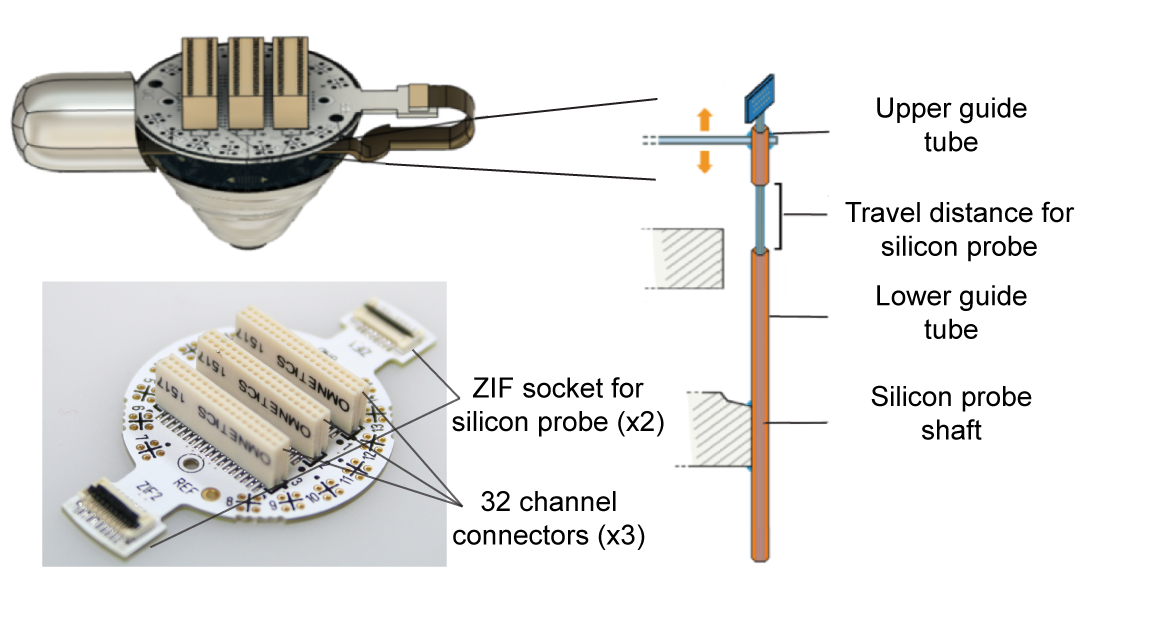 Upper guide
tube
Travel distance for
silicon probe
Lower guide
tube
Silicon probe
shaft
ZIF socket for
silicon probe (x2)
32 channel
connectors (x3)
OMNETICS 1517
OMNETICS 1517
OMNETICS 1517
ZIF2
REF
6
7
8
9
10
11
12
13